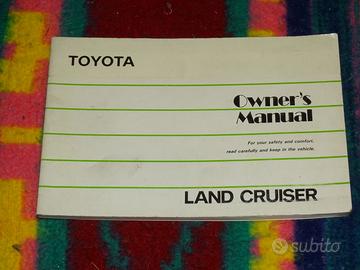 TOYOTA
Owner's
Manual
For your safety and comfort,
read carefully and keep in the vehicle.
LAND CRUISER
subito